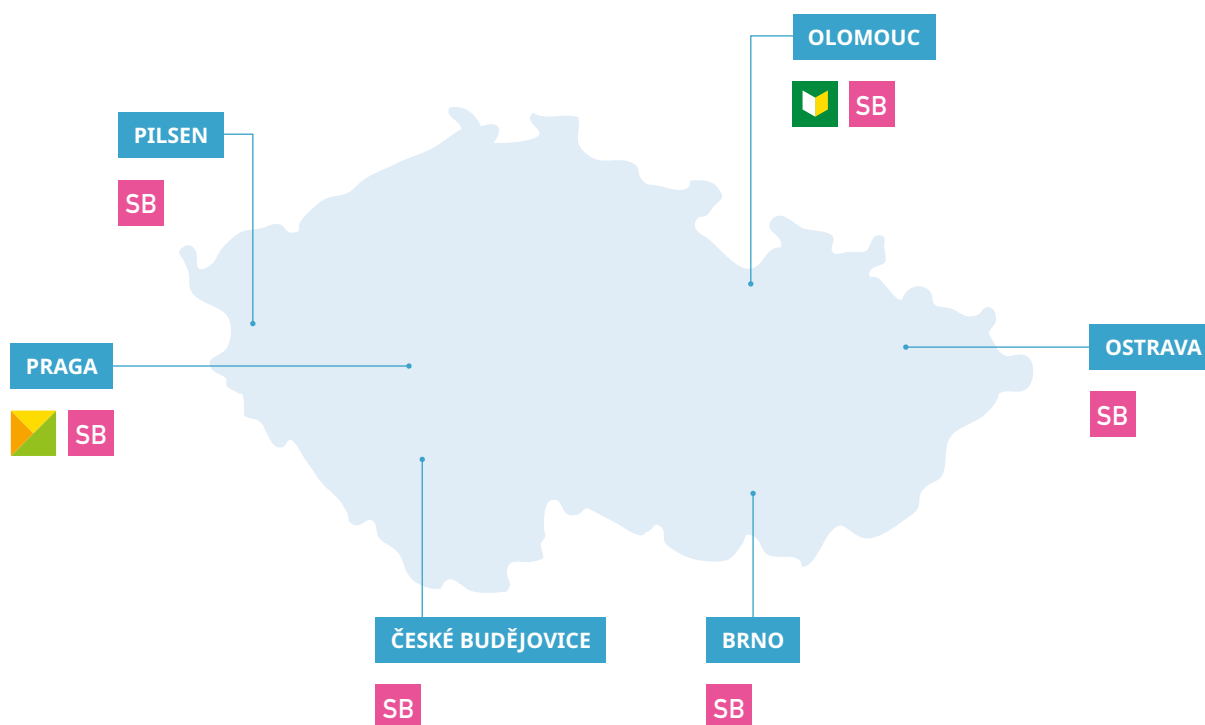 OLOMOUC
SB
PILSEN
SB
PRAGA
SB
OSTRAVA
SB
ČESKÉ BUDĚJOVICE
SB
BRNO
SB